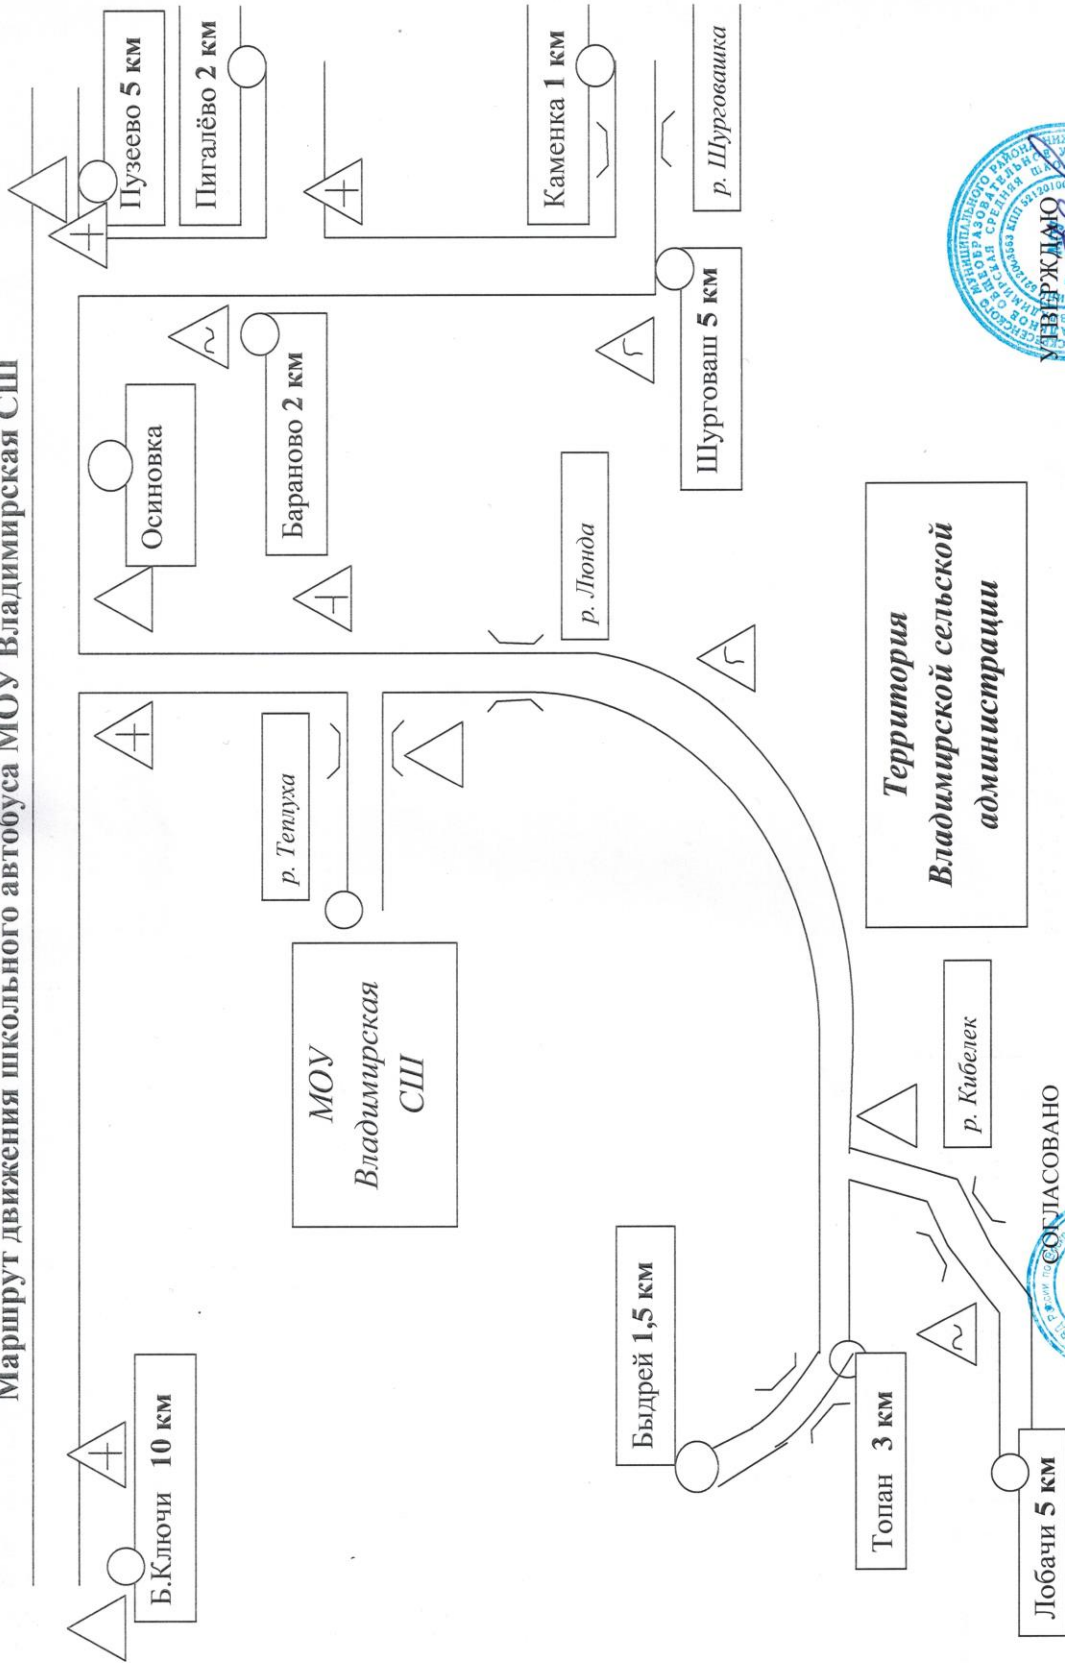 Маршрут движения школьного автобуса МОУ Владимирская СШ
Б.Ключи 10 км
Осиновка
Пузеево 5 км
Пигалёво 2 км
Бараново 2 км
р. Теплуха
МОУ
Владимирская
СШ
Каменка 1 км
р. Люнда
Шурговаш 5 км
р. Шурговашка
Быдрей 1,5 км
Топан 3 км
Территория
Владимирской сельской
администрации
р. Кибелек
Лобачи 5 км
СОГЛАСОВАНО
УТВЕРЖДАЮ